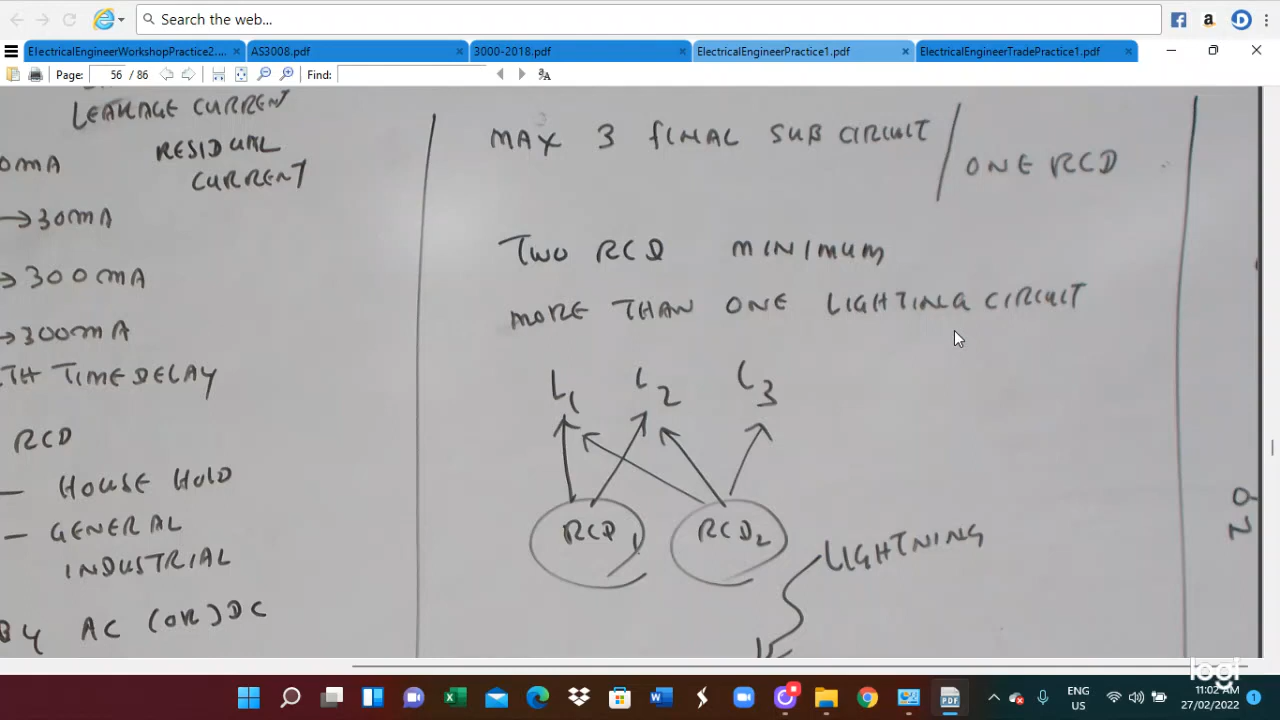 Search the web...
ElectricalEngineerWorkshopPractice2....
AS3008.pdf
3000-2018.pdf
ElectricalEngineerPractice1.pdf
ElectricalEngineerTradePractice1.pdf
Page: 56 / 86
Find:
LEAKAGE CURRENT
RESIDUAL
CURRENT
0MA
→30MA
→300MA
→300MA
TH TIME DELAY
RCD
— HOUSE HOLD
— GENERAL
INDUSTRIAL
BY AC (OR) DC
MAX 3 FINAL SUB CIRCUIT / ONE RCD
TWO RCD MINIMUM
MORE THAN ONE LIGHTING CIRCUIT
L1 L2 L3
RCD1 RCD2
LIGHTNING
ENG
US
11:02 AM
27/02/2022